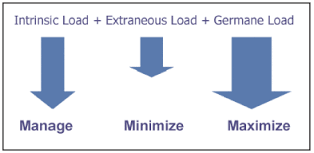 Intrinsic Load + Extraneous Load + Germane Load
Manage Minimize Maximize